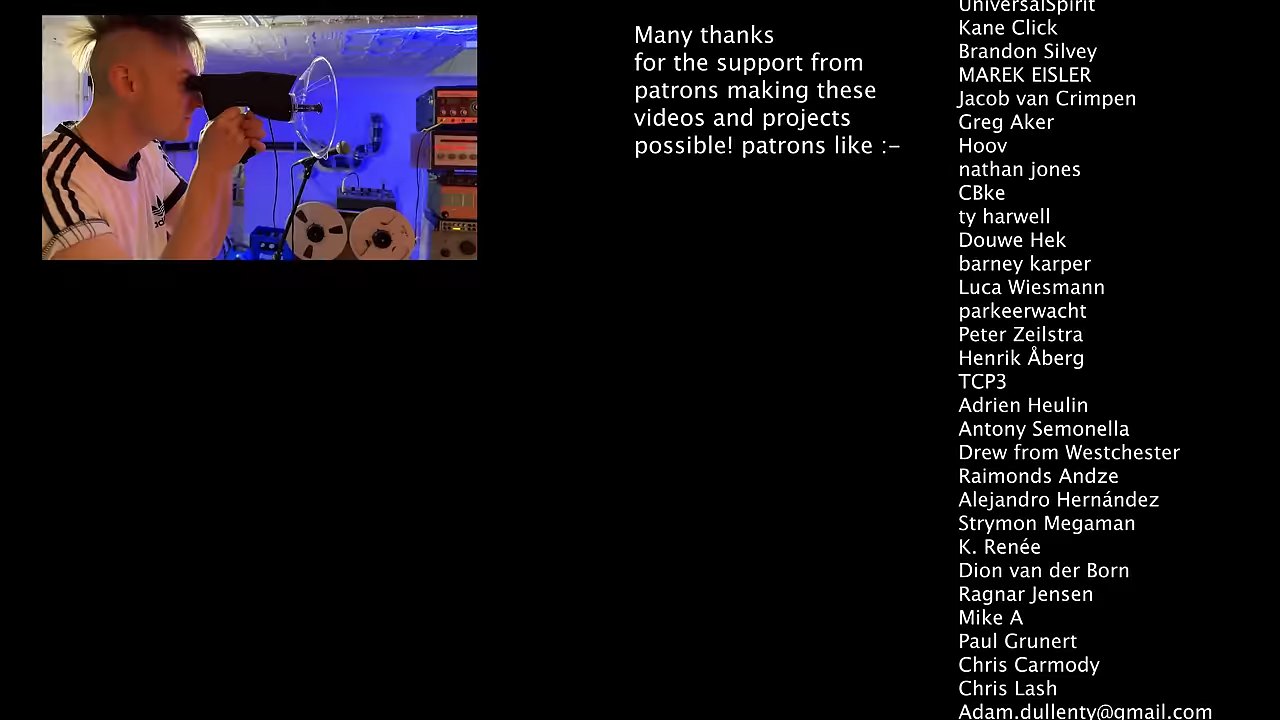 Many thanks
for the support from
patrons making these
videos and projects
possible! patrons like :-
UniversalSpirit
Kane Click
Brandon Silvey
MAREK EISLER
Jacob van Crimpen
Greg Aker
Hoov
nathan jones
CBke
ty harwell
Douwe Hek
barney karper
Luca Wiesmann
parkeerwacht
Peter Zeilstra
Henrik Åberg
TCP3
Adrien Heulin
Antony Semonella
Drew from Westchester
Raimonds Andze
Alejandro Hernández
Strymon Megaman
K. Renée
Dion van der Born
Ragnar Jensen
Mike A
Paul Grunert
Chris Carmody
Chris Lash
Adam.dullenty@gmail.com